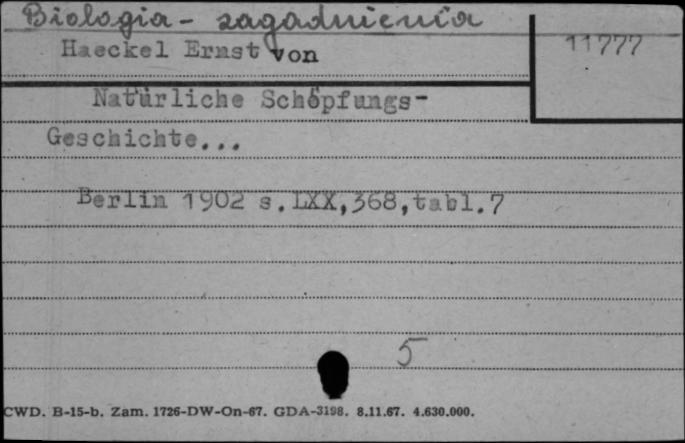 Biologia - zagadnienia
Haeckel Ernst von
11777
Natürliche Schöpfungs-
Geschichte...
Berlin 1902 s. LXX,368,tabl.7
5
CWD. B-15-b. Zam. 1726-DW-On-67. GDA-3198. 8.11.67. 4.630.000.